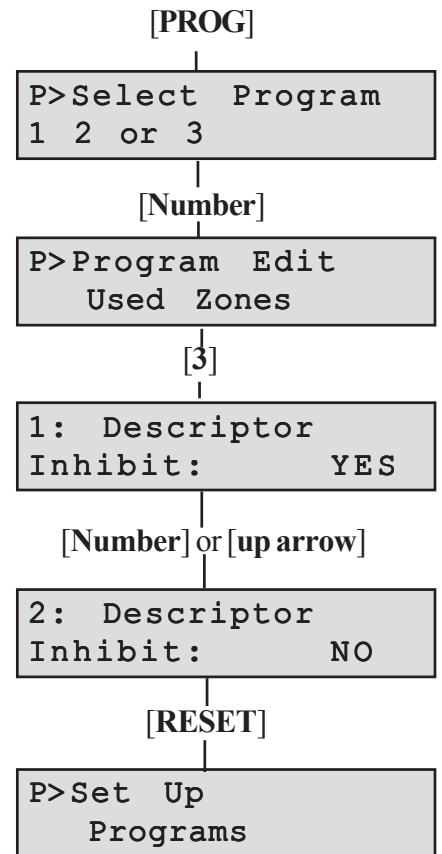 [PROG]
P>Select Program
1 2 or 3
[Number]
P>Program Edit
Used Zones
[3]
1: Descriptor
Inhibit: YES
[Number] or [up arrow]
2: Descriptor
Inhibit: NO
[RESET]
P>Set Up
Programs